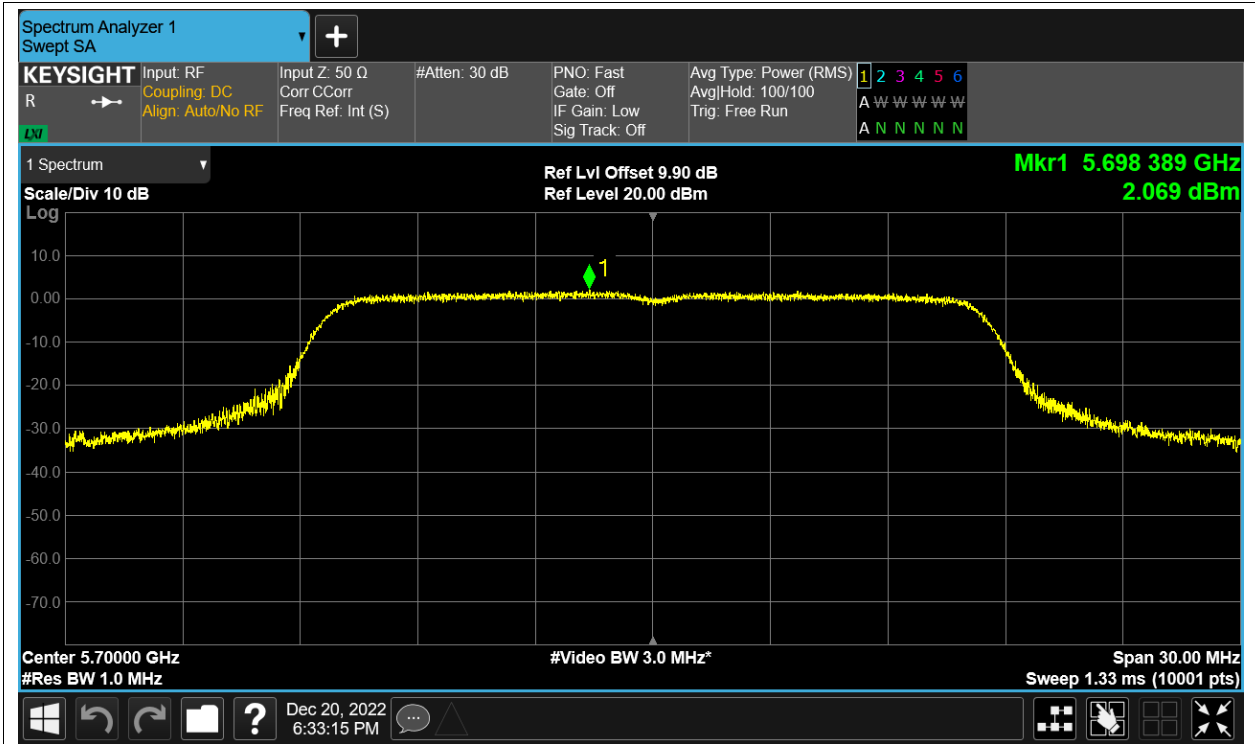 Spectrum Analyzer 1
Swept SA
KEYSIGHT
R
LXI
Input: RF
Coupling: DC
Align: Auto/No RF
Input Z: 50 Ω
Corr CCorr
Freq Ref: Int (S)
#Atten: 30 dB
PNO: Fast
Gate: Off
IF Gain: Low
Sig Track: Off
Avg Type: Power (RMS)
Avg|Hold: 100/100
Trig: Free Run
1 2 3 4 5 6
A W W W W W
A N N N N N
1 Spectrum
Scale/Div 10 dB
Log
Ref Lvl Offset 9.90 dB
Ref Level 20.00 dBm
Mkr1 5.698 389 GHz
2.069 dBm
1
10.0
0.00
-10.0
-20.0
-30.0
-40.0
-50.0
-60.0
-70.0
Center 5.70000 GHz
#Video BW 3.0 MHz*
Span 30.00 MHz
#Res BW 1.0 MHz
Sweep 1.33 ms (10001 pts)
?
Dec 20, 2022
6:33:15 PM